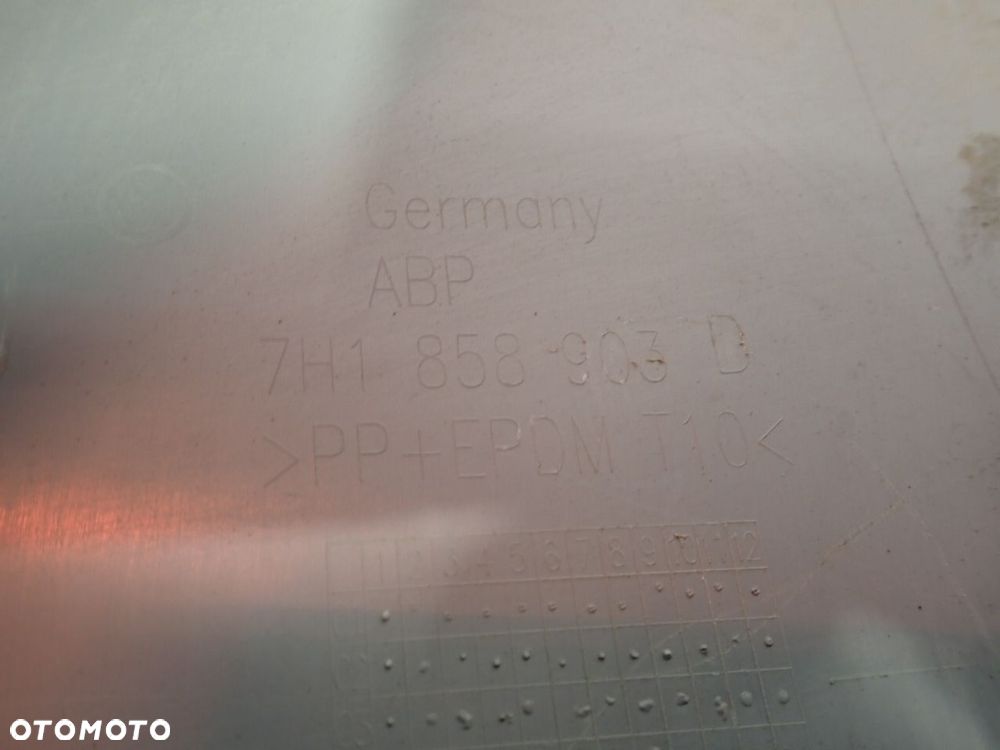 Germany
ABP
7H1 858 903 D
>PP+EPDM T10<
1 2 3 4 5 6 7 8 9 10 11 12
OTOMOTO